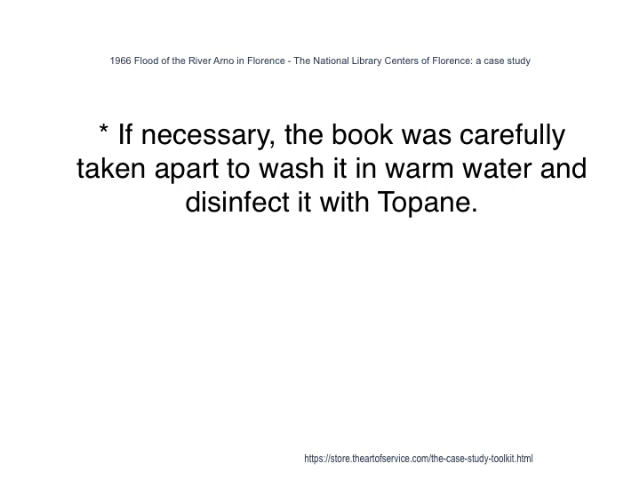 1966 Flood of the River Arno in Florence - The National Library Centers of Florence: a case study
* If necessary, the book was carefully
taken apart to wash it in warm water and
disinfect it with Topane.
https://store.theartofservice.com/the-case-study-toolkit.html